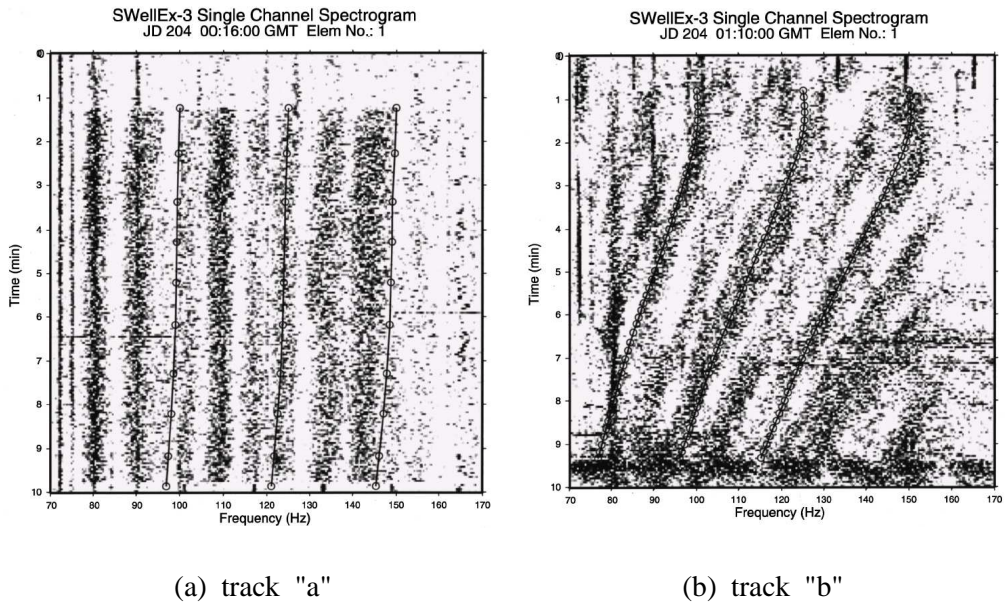 SWellEx-3 Single Channel Spectrogram
JD 204 00:16:00 GMT Elem No.: 1
0
1
2
3
4
5
6
7
8
9
10
Time (min)
70 80 90 100 110 120 130 140 150 160 170
Frequency (Hz)
(a) track "a"
SWellEx-3 Single Channel Spectrogram
JD 204 01:10:00 GMT Elem No.: 1
0
1
2
3
4
5
6
7
8
9
10
Time (min)
70 80 90 100 110 120 130 140 150 160 170
Frequency (Hz)
(b) track "b"